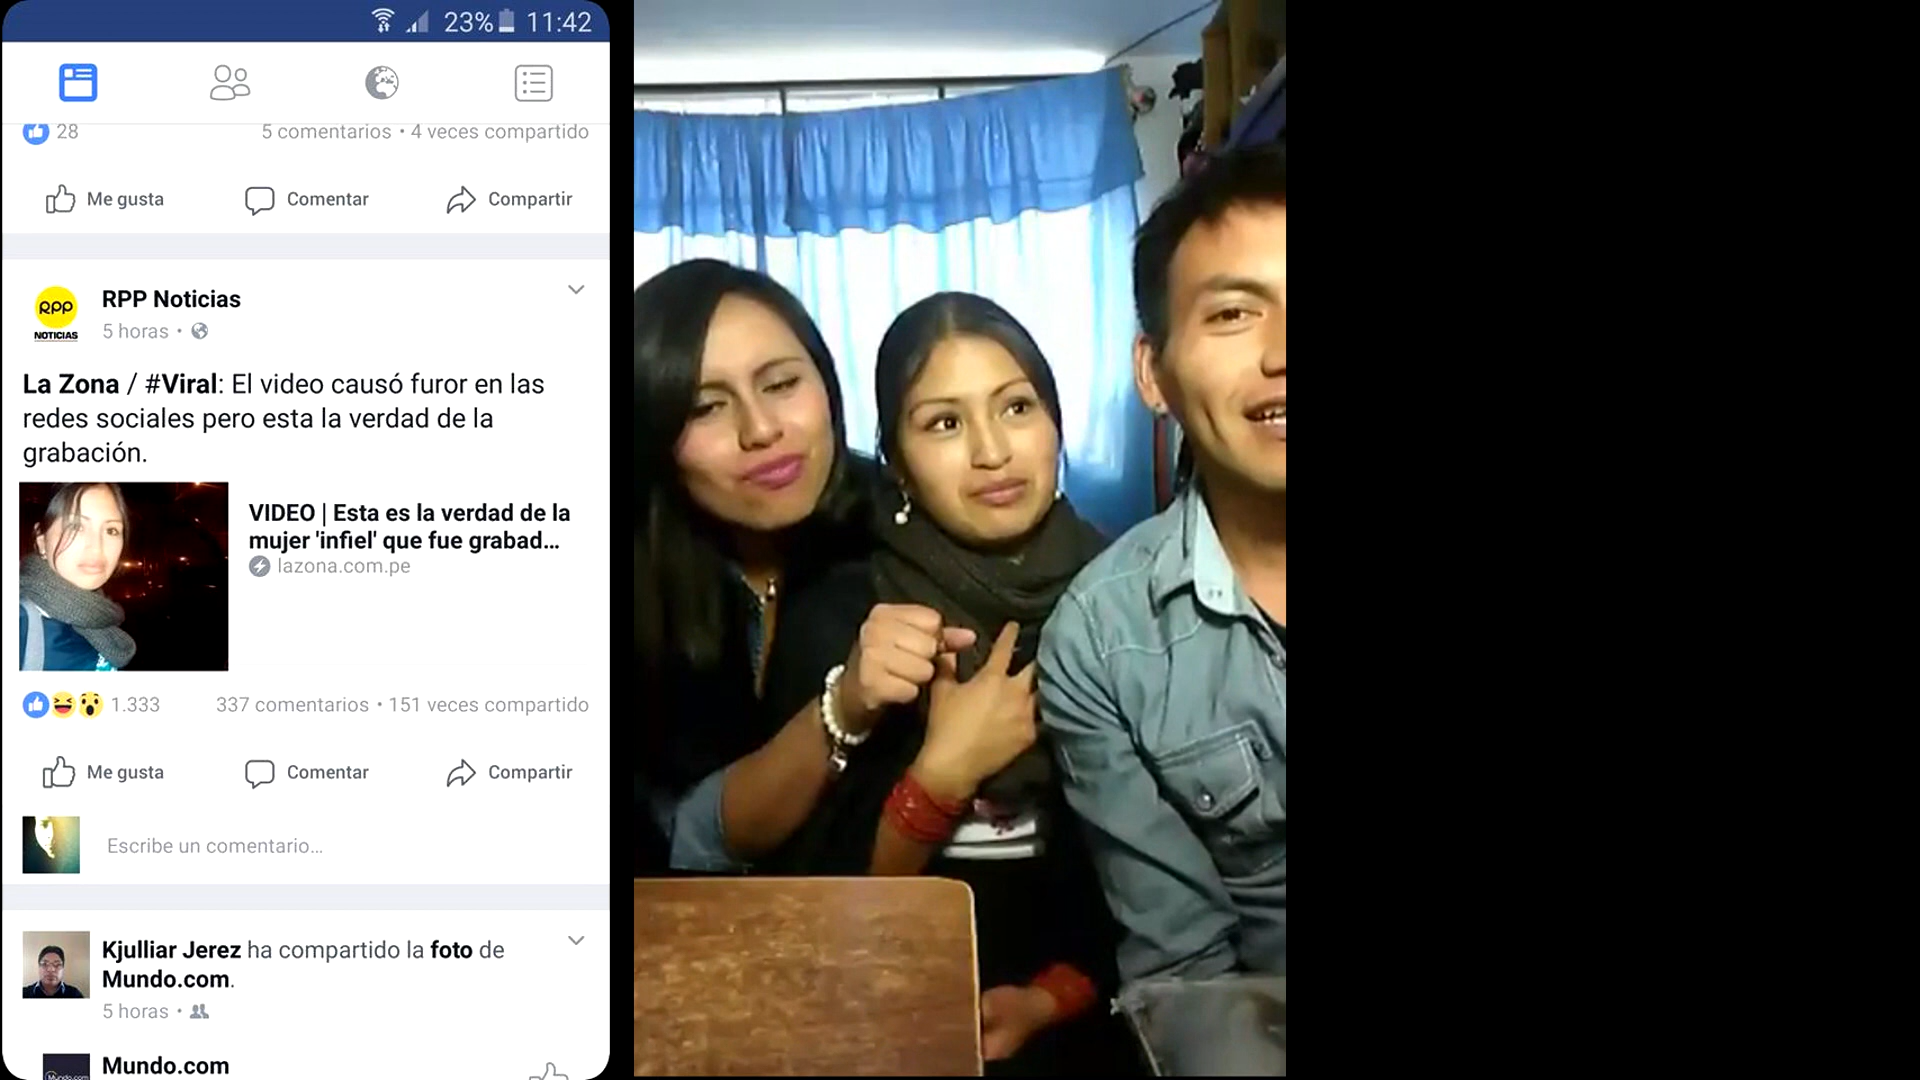 23% 11:42
28 5 comentarios • 4 veces compartido
Me gusta Comentar Compartir
RPP NOTICIAS
RPP Noticias
5 horas •
La Zona / #Viral: El video causó furor en las
redes sociales pero esta la verdad de la
grabación.
VIDEO | Esta es la verdad de la
mujer 'infiel' que fue grabad...
lazona.com.pe
1.333 337 comentarios • 151 veces compartido
Me gusta Comentar Compartir
Escribe un comentario...
Kjulliar Jerez ha compartido la foto de
Mundo.com.
5 horas •
Mundo.com
Mundo.com